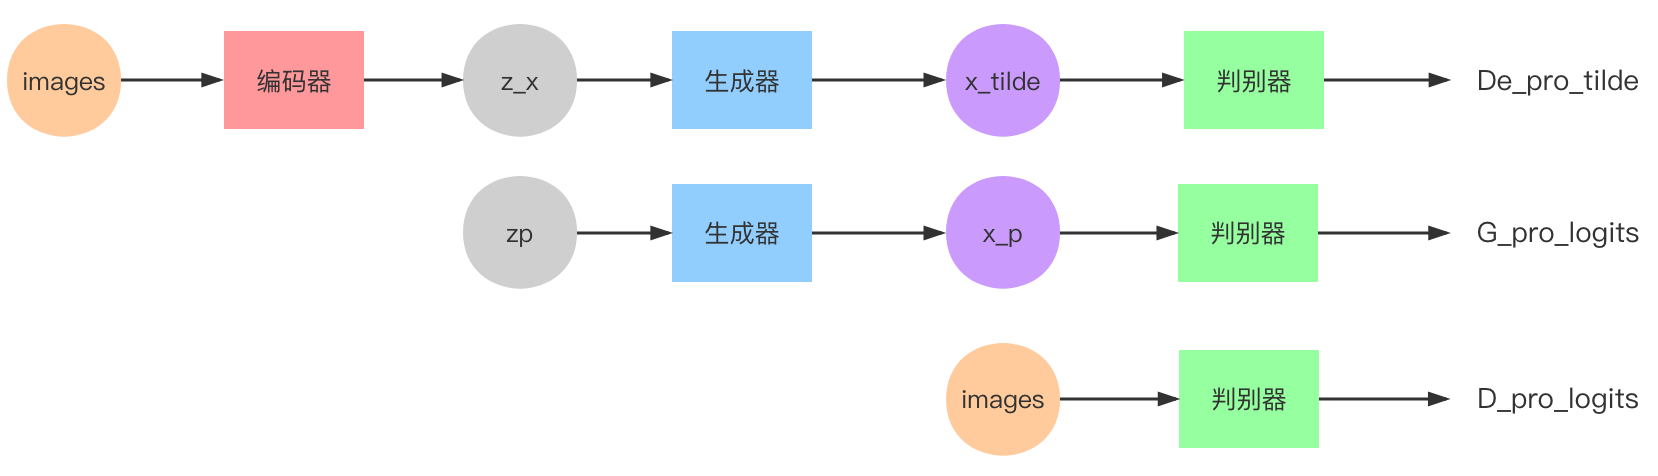 images
编码器
z_x
生成器
x_tilde
判别器
De_pro_tilde
zp
生成器
x_p
判别器
G_pro_logits
images
判别器
D_pro_logits